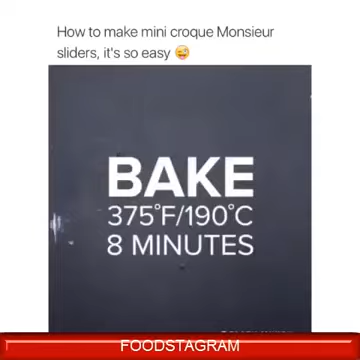 How to make mini croque Monsieur
sliders, it's so easy 😅
BAKE
375°F/190°C
8 MINUTES
FOODSTAGRAM